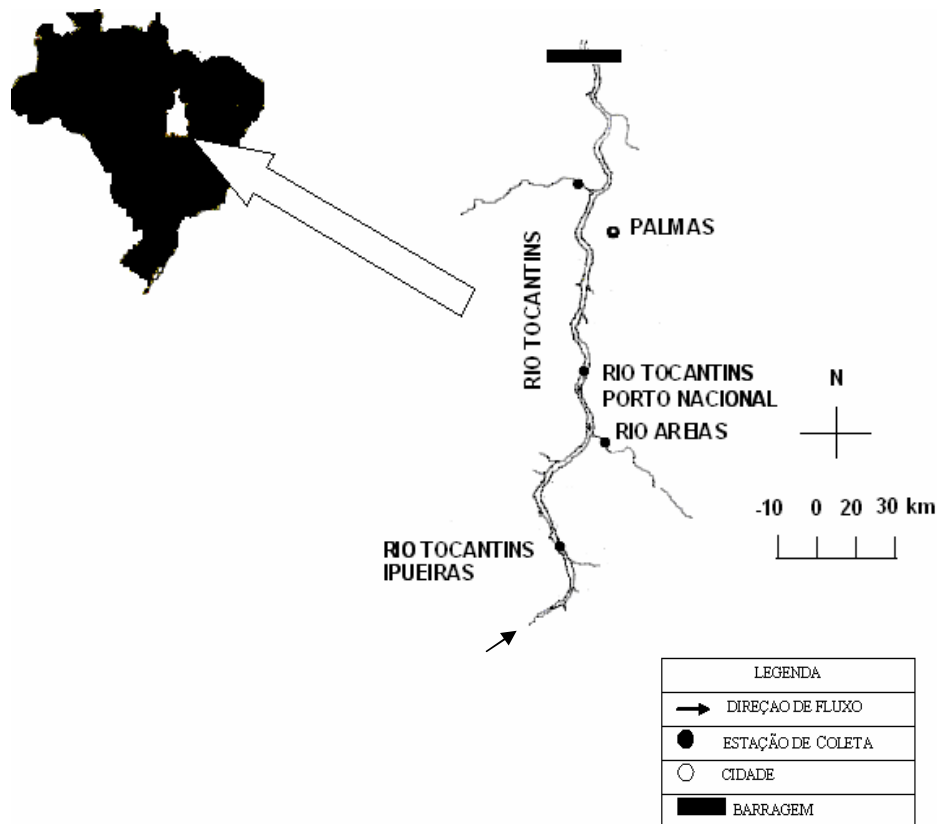 PALMAS
RIO TOCANTINS
RIO TOCANTINS
PORTO NACIONAL
RIO AREIAS
N
-10 0 20 30 km
RIO TOCANTINS
IPUEIRAS
LEGENDA
DIREÇAO DE FLUXO
ESTAÇÃO DE COLETA
CIDADE
BARRAGEM